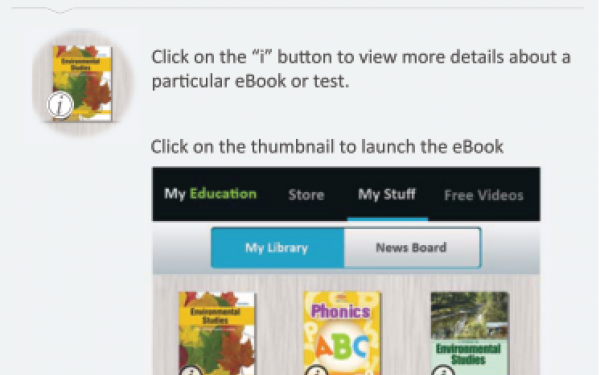 Environmental
Studies
i
Click on the “i” button to view more details about a
particular eBook or test.
Click on the thumbnail to launch the eBook
My Education Store My Stuff Free Videos
My Library News Board
Environmental
Studies
Phonics
ABC
Environmental
Studies
i i i